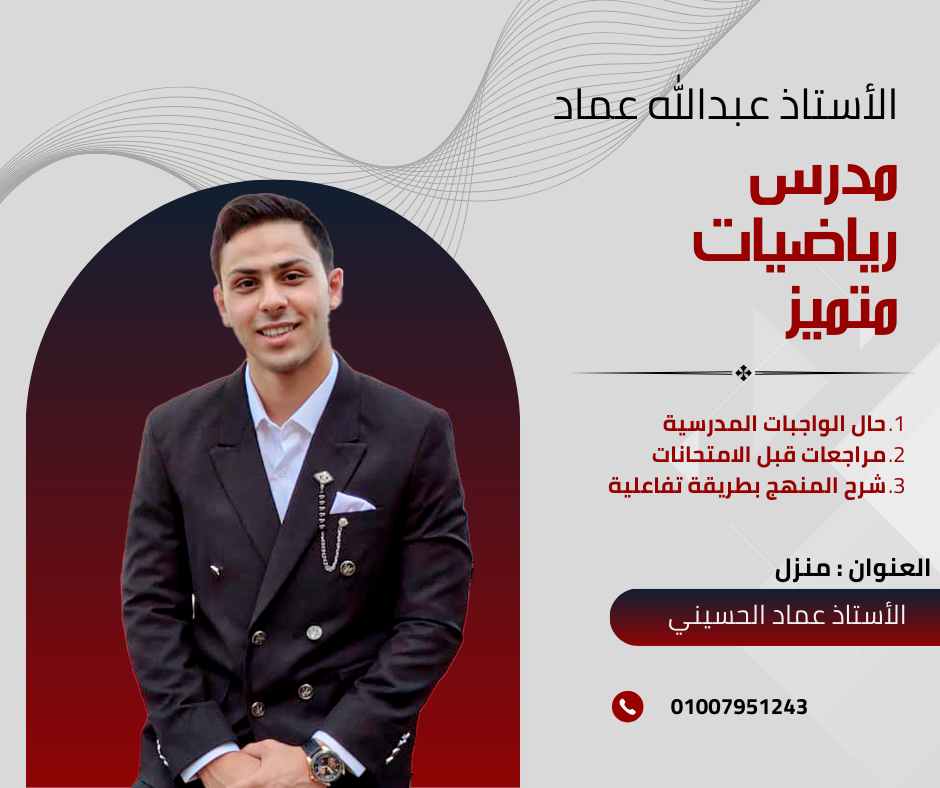 الأستاذ عبدالله عماد
مدرس
رياضيات
متميز
1. حال الواجبات المدرسية
2. مراجعات قبل الامتحانات
3. شرح المنهج بطريقة تفاعلية
العنوان : منزل
الأستاذ عماد الحسيني
01007951243